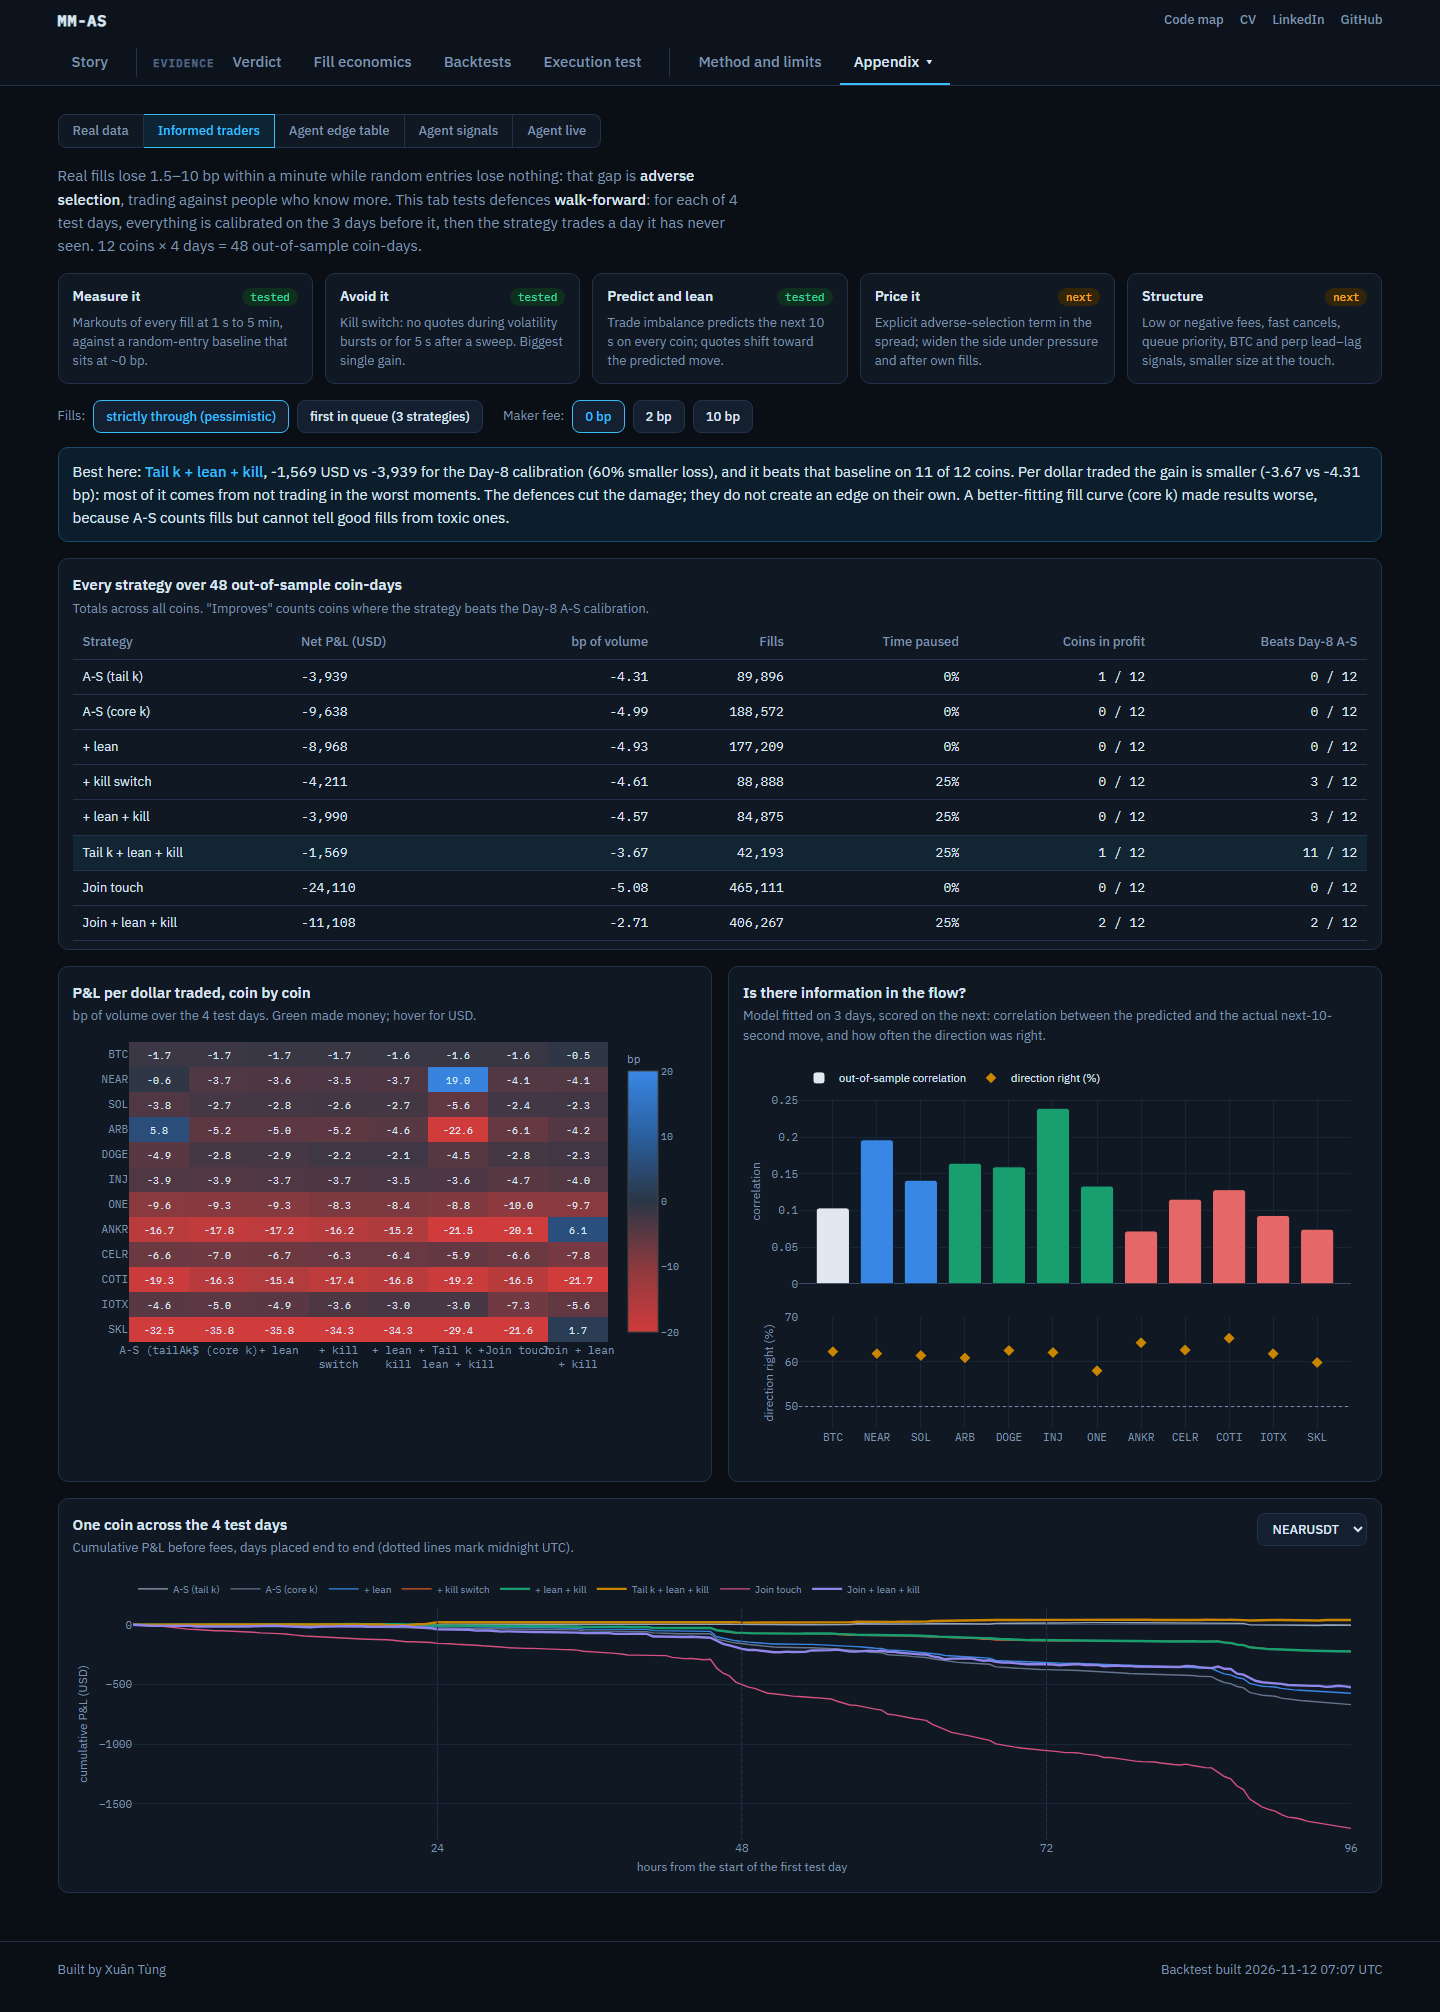 MM-AS
Code map CV LinkedIn GitHub
Story EVIDENCE Verdict Fill economics Backtests Execution test Method and limits Appendix ▾
Real data Informed traders Agent edge table Agent signals Agent live
Real fills lose 1.5–10 bp within a minute while random entries lose nothing: that gap is adverse
selection, trading against people who know more. This tab tests defences walk-forward: for each of 4
test days, everything is calibrated on the 3 days before it, then the strategy trades a day it has never
seen. 12 coins × 4 days = 48 out-of-sample coin-days.
Measure it tested
Markouts of every fill at 1 s to 5 min,
against a random-entry baseline that
sits at ~0 bp.
Avoid it tested
Kill switch: no quotes during volatility
bursts or for 5 s after a sweep. Biggest
single gain.
Predict and lean tested
Trade imbalance predicts the next 10
s on every coin; quotes shift toward
the predicted move.
Price it next
Explicit adverse-selection term in the
spread; widen the side under pressure
and after own fills.
Structure next
Low or negative fees, fast cancels,
queue priority, BTC and perp lead–lag
signals, smaller size at the touch.
Fills: strictly through (pessimistic) first in queue (3 strategies) Maker fee: 0 bp 2 bp 10 bp
Best here: Tail k + lean + kill, -1,569 USD vs -3,939 for the Day-8 calibration (60% smaller loss), and it beats that baseline on 11 of 12 coins. Per dollar traded the gain is smaller (-3.67 vs -4.31
bp): most of it comes from not trading in the worst moments. The defences cut the damage; they do not create an edge on their own. A better-fitting fill curve (core k) made results worse,
because A-S counts fills but cannot tell good fills from toxic ones.
Every strategy over 48 out-of-sample coin-days
Totals across all coins. "Improves" counts coins where the strategy beats the Day-8 A-S calibration.
Strategy Net P&L (USD) bp of volume Fills Time paused Coins in profit Beats Day-8 A-S
A-S (tail k) -3,939 -4.31 89,896 0% 1 / 12 0 / 12
A-S (core k) -9,638 -4.99 188,572 0% 0 / 12 0 / 12
+ lean -8,968 -4.93 177,209 0% 0 / 12 0 / 12
+ kill switch -4,211 -4.61 88,888 25% 0 / 12 3 / 12
+ lean + kill -3,990 -4.57 84,875 25% 0 / 12 3 / 12
Tail k + lean + kill -1,569 -3.67 42,193 25% 1 / 12 11 / 12
Join touch -24,110 -5.08 465,111 0% 0 / 12 0 / 12
Join + lean + kill -11,108 -2.71 406,267 25% 2 / 12 2 / 12
P&L per dollar traded, coin by coin
bp of volume over the 4 test days. Green made money; hover for USD.
BTC -1.7 -1.7 -1.7 -1.7 -1.6 -1.6 -1.6 -0.5
NEAR -0.6 -3.7 -3.6 -3.5 -3.7 19.0 -4.1 -4.1
SOL -3.8 -2.7 -2.8 -2.6 -2.7 -5.6 -2.4 -2.3
ARB 5.8 -5.2 -5.0 -5.2 -4.6 -22.6 -6.1 -4.2
DOGE -4.9 -2.8 -2.9 -2.2 -2.1 -4.5 -2.8 -2.3
INJ -3.9 -3.9 -3.7 -3.7 -3.5 -3.6 -4.7 -4.0
ONE -9.6 -9.3 -9.3 -8.3 -8.4 -8.8 -10.0 -9.7
ANKR -16.7 -17.8 -17.2 -16.2 -15.2 -21.5 -20.1 6.1
CELR -6.6 -7.0 -6.7 -6.3 -6.4 -5.9 -6.6 -7.8
COTI -19.3 -16.3 -15.4 -17.4 -16.8 -19.2 -16.5 -21.7
IOTX -4.6 -5.0 -4.9 -3.6 -3.0 -3.0 -7.3 -5.6
SKL -32.5 -35.8 -35.8 -34.3 -34.3 -29.4 -21.6 1.7
A-S (tail k) A-S (core k) + lean + kill + lean + Tail k + Join touch Join + lean
switch kill lean + kill + kill
bp
20
10
0
−10
−20
Is there information in the flow?
Model fitted on 3 days, scored on the next: correlation between the predicted and the actual next-10-
second move, and how often the direction was right.
out-of-sample correlation direction right (%)
correlation
0.25
0.2
0.15
0.1
0.05
0
direction right (%)
70
60
50
BTC NEAR SOL ARB DOGE INJ ONE ANKR CELR COTI IOTX SKL
One coin across the 4 test days
NEARUSDT
Cumulative P&L before fees, days placed end to end (dotted lines mark midnight UTC).
A-S (tail k) A-S (core k) + lean + kill switch + lean + kill Tail k + lean + kill Join touch Join + lean + kill
cumulative P&L (USD)
0
−500
−1000
−1500
24 48 72 96
hours from the start of the first test day
Built by Xuân Tùng
Backtest built 2026-11-12 07:07 UTC